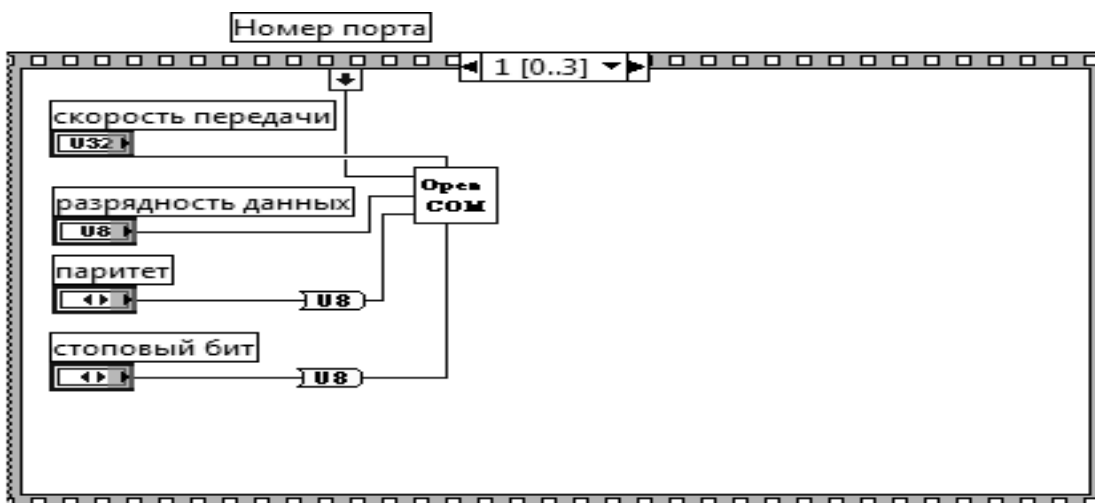 Номер порта
1 [0..3]
скорость передачи
U32
Open
COM
разрядность данных
U8
паритет
U8
стоповый бит
U8